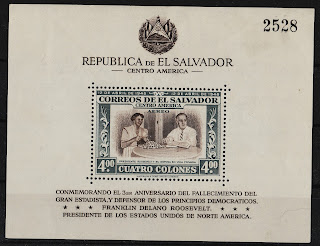 2528
REPUBLICA DE EL SALVADOR
CENTRO AMERICA
CORREOS DE EL SALVADOR
CENTRO AMERICA
AEREO
4.00 4.00
CUATRO COLONES
CONMEMORANDO EL 3ER ANIVERSARIO DEL FALLECIMIENTO DEL
GRAN ESTADISTA, Y DEFENSOR DE LOS PRINCIPIOS DEMOCRATICOS.
★ ★ ★ FRANKLIN DELANO ROOSEVELT, ★ ★ ★
PRESIDENTE DE LOS ESTADOS UNIDOS DE NORTE AMERICA.